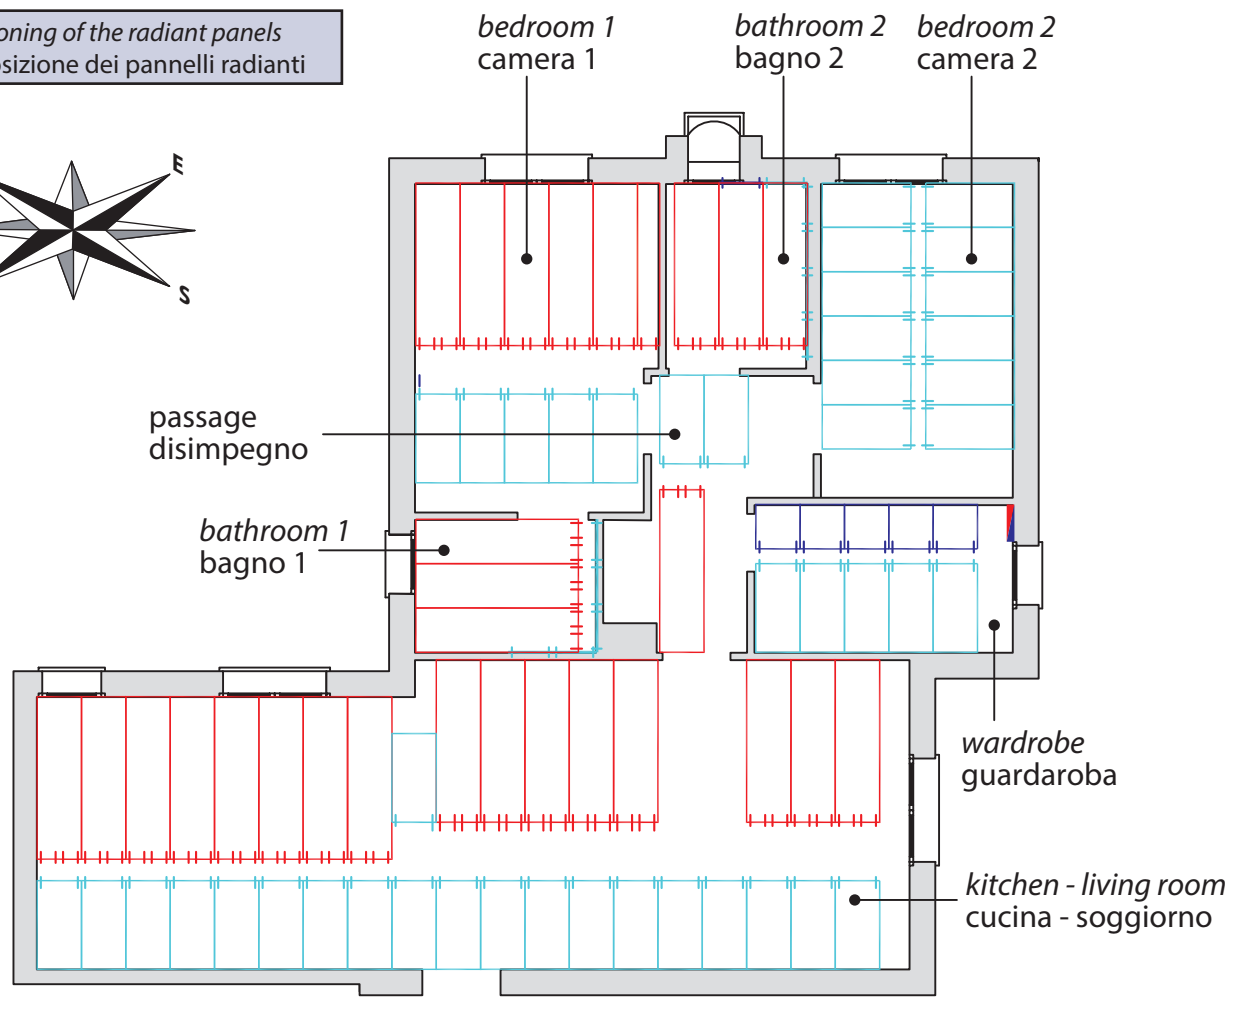 oning of the radiant panels
sizione dei pannelli radianti
bedroom 1
camera 1
bathroom 2
bagno 2
bedroom 2
camera 2
E
S
passage
disimpegno
bathroom 1
bagno 1
wardrobe
guardaroba
kitchen - living room
cucina - soggiorno